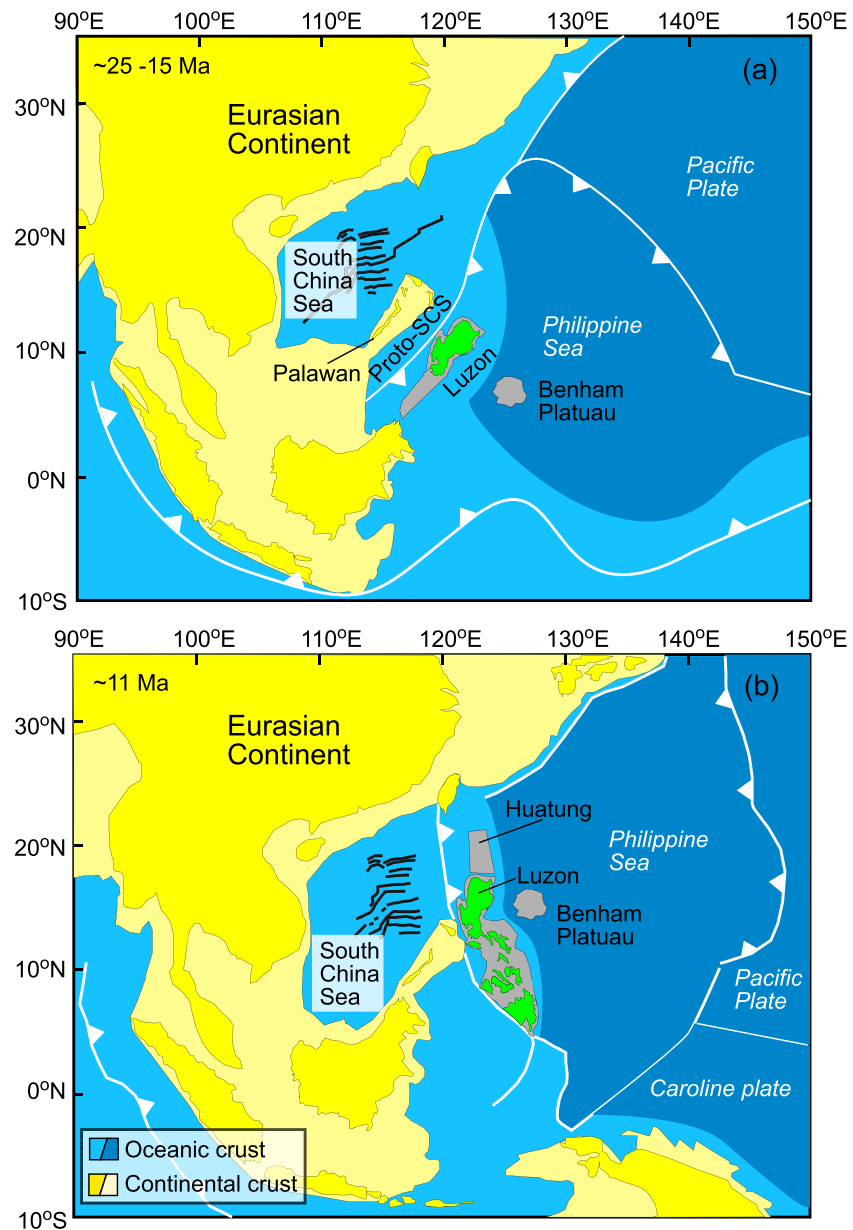 90°E 100°E 110°E 120°E 130°E 140°E 150°E
~25 -15 Ma
(a)
30°N
Eurasian
Continent
Pacific
Plate
20°N
South
China
Sea
Philippine
Sea
10°N
Proto-SCS
Palawan
Luzon
Benham
Platuau
0°N
10°S
90°E 100°E 110°E 120°E 130°E 140°E 150°E
~11 Ma
(b)
30°N
Eurasian
Continent
Huatung
20°N
Philippine
Sea
Luzon
Benham
Platuau
South
China
Sea
10°N
Pacific
Plate
0°N
Caroline plate
Oceanic crust
Continental crust
10°S